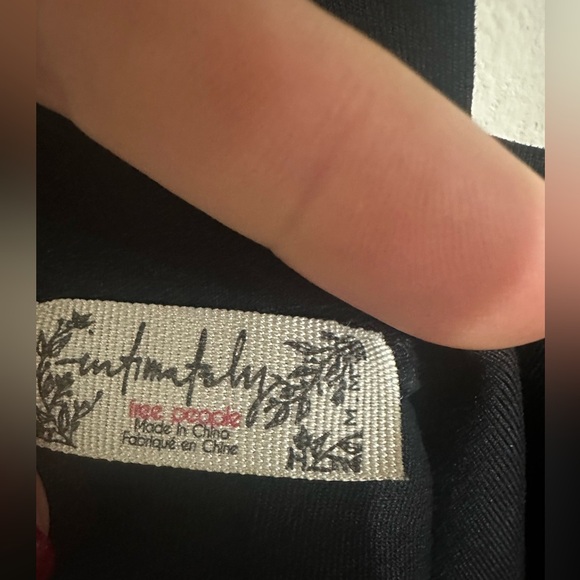 intimately
free people
Made in China
Fabriqué en Chine